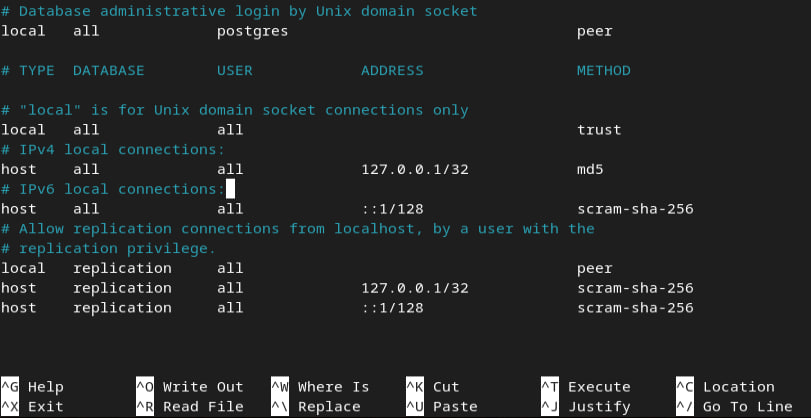 # Database administrative login by Unix domain socket
local   all             postgres                                peer

# TYPE  DATABASE        USER            ADDRESS                 METHOD

# "local" is for Unix domain socket connections only
local   all             all                                     trust
# IPv4 local connections:
host    all             all             127.0.0.1/32            md5
# IPv6 local connections:
host    all             all             ::1/128                 scram-sha-256
# Allow replication connections from localhost, by a user with the
# replication privilege.
local   replication     all                                     peer
host    replication     all             127.0.0.1/32            scram-sha-256
host    replication     all             ::1/128                 scram-sha-256

^G Help         ^O Write Out   ^W Where Is    ^K Cut         ^T Execute     ^C Location
^X Exit         ^R Read File   ^\ Replace     ^U Paste       ^J Justify     ^/ Go To Line